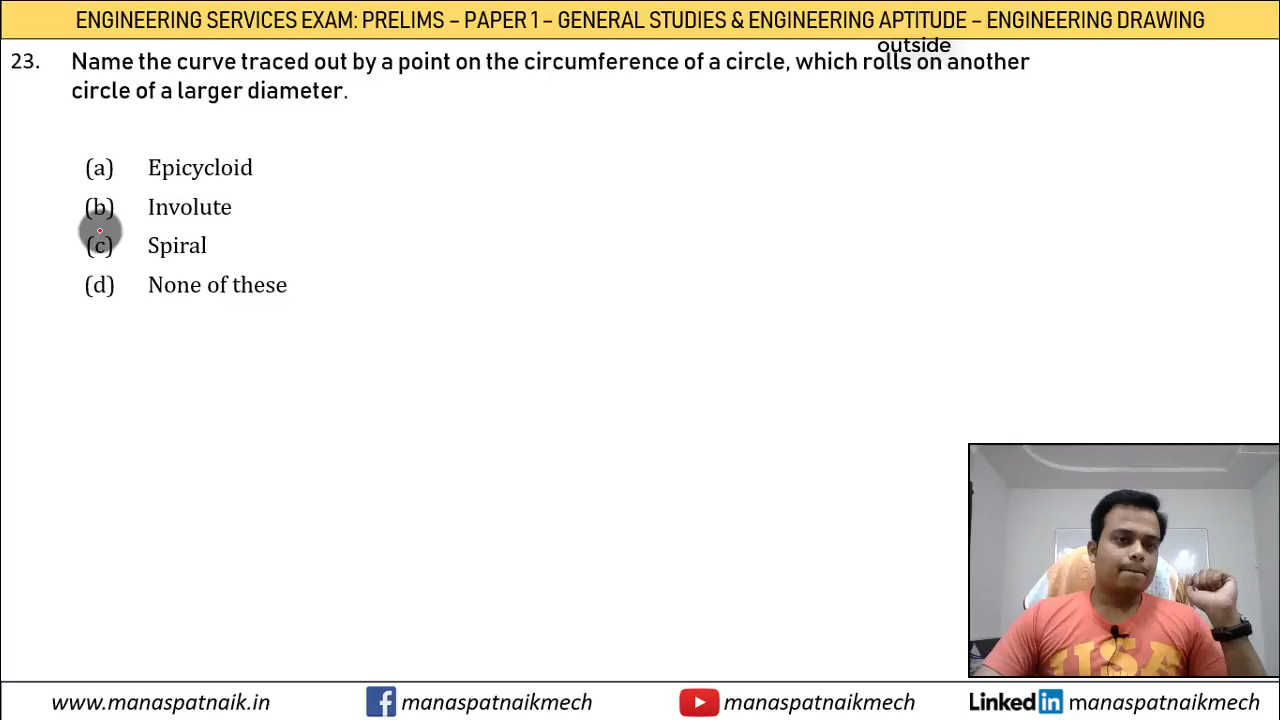 ENGINEERING SERVICES EXAM: PRELIMS – PAPER 1 – GENERAL STUDIES & ENGINEERING APTITUDE – ENGINEERING DRAWING
outside
23. Name the curve traced out by a point on the circumference of a circle, which rolls on another
circle of a larger diameter.
(a) Epicycloid
(b) Involute
(c) Spiral
(d) None of these
USA
www.manaspatnaik.in manaspatnaikmech manaspatnaikmech Linkedin manaspatnaikmech